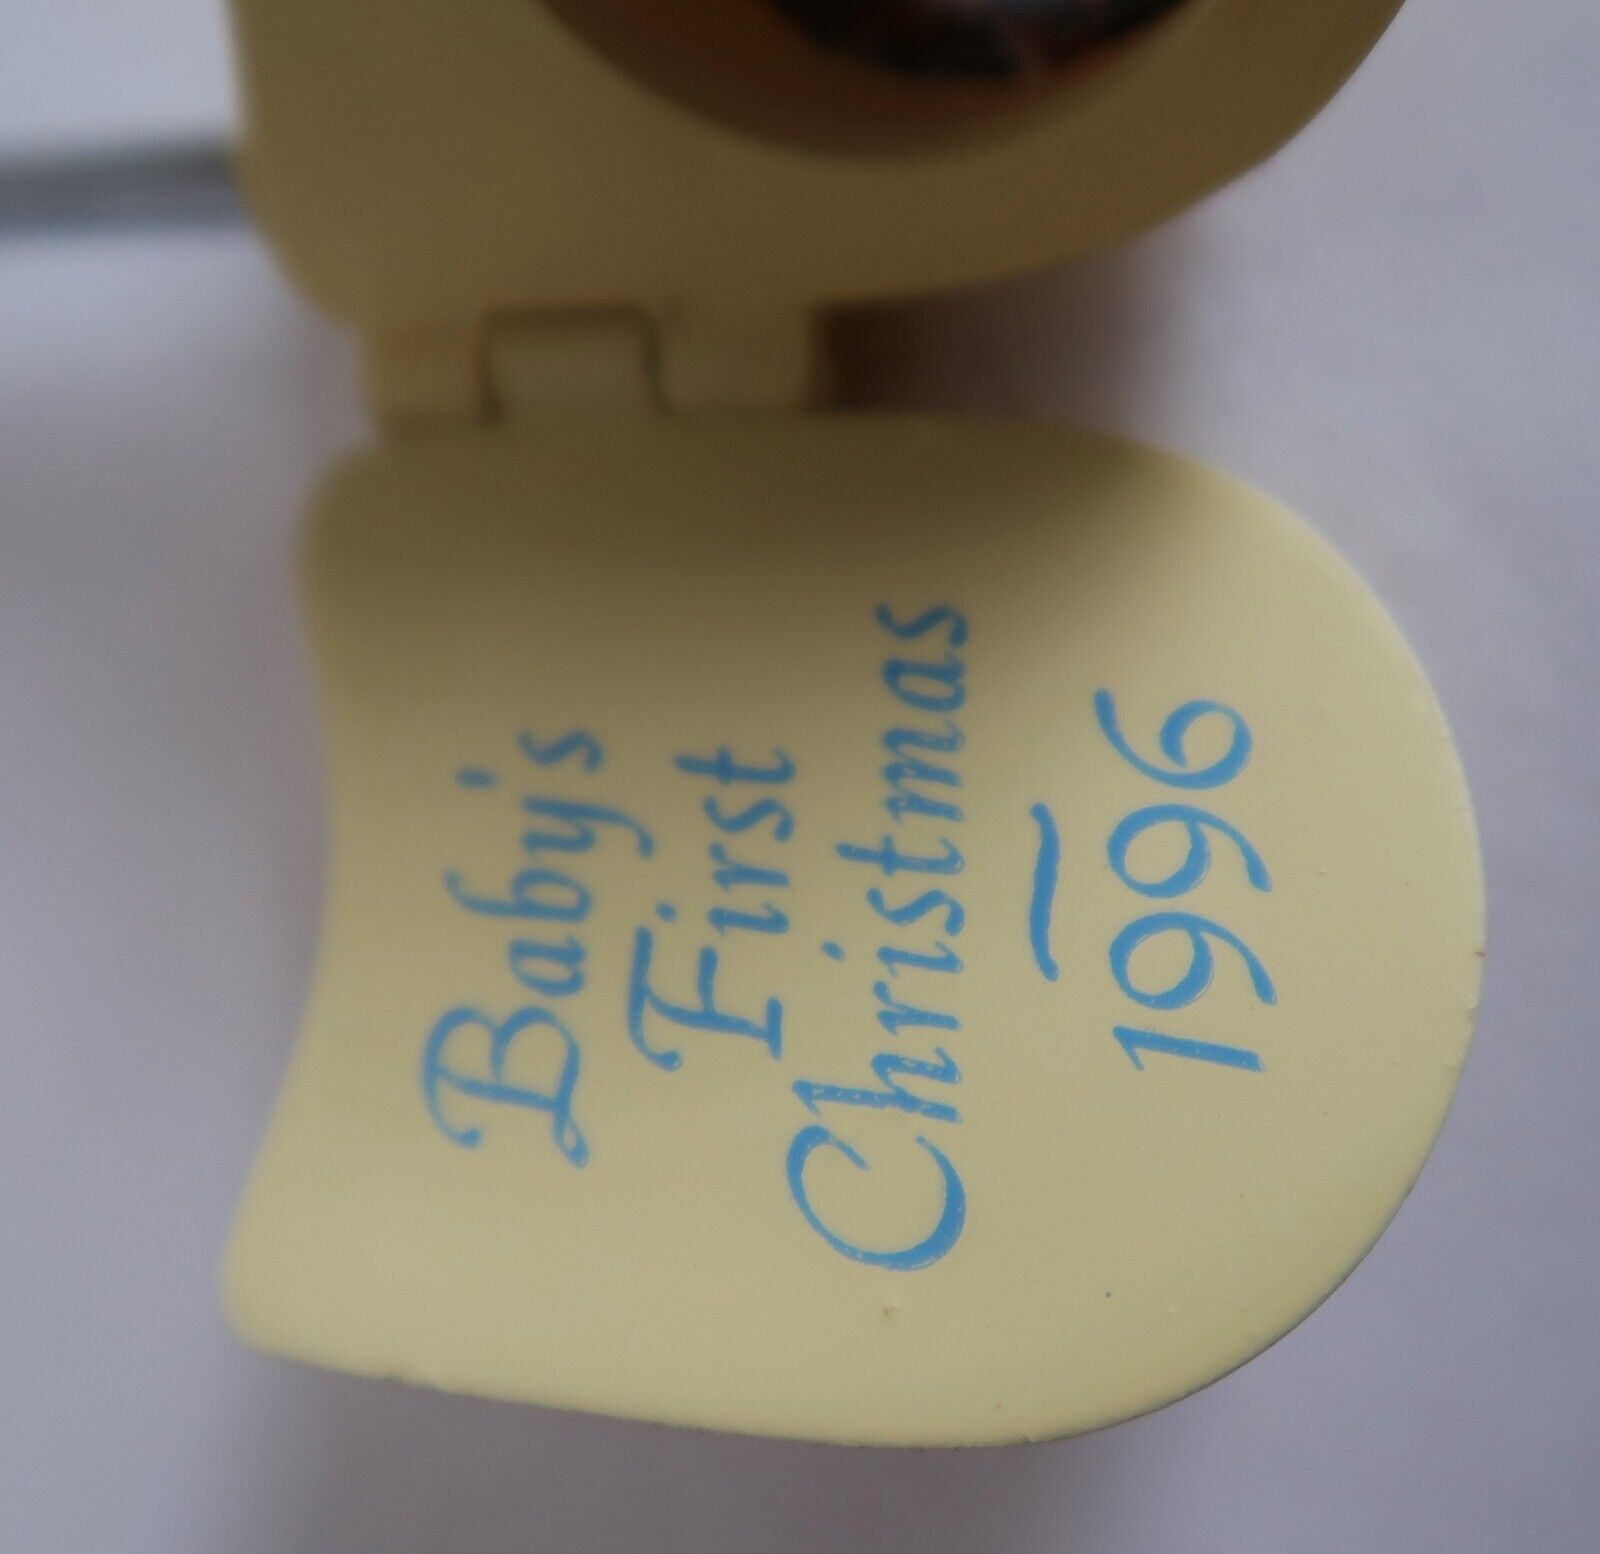 Baby's
First
Christmas
~
1996